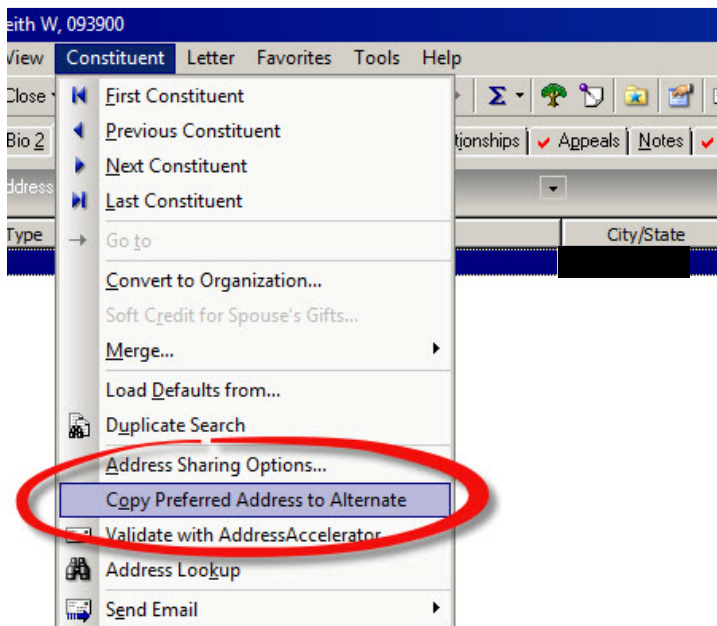 eith W, 093900
View Constituent Letter Favorites Tools Help
Close
First Constituent
Previous Constituent
Bio 2
tionships Appeals Notes
Next Constituent
ddress
Last Constituent
Type
City/State
Go to
Convert to Organization...
Soft Credit for Spouse's Gifts...
Merge...
Load Defaults from...
Duplicate Search
Address Sharing Options...
Copy Preferred Address to Alternate
Validate with AddressAccelerator
Address Lookup
Send Email